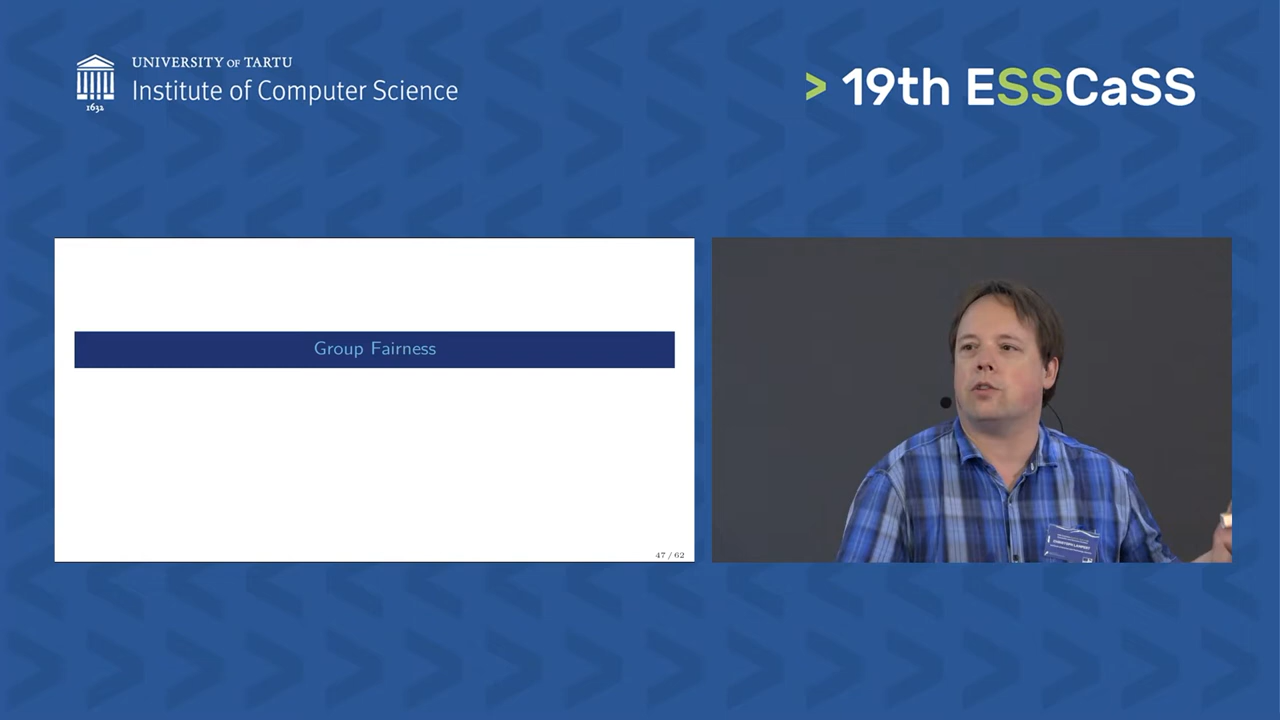 UNIVERSITY OF TARTU
Institute of Computer Science
1632
> 19th ESSCaSS
Group Fairness
47 / 62